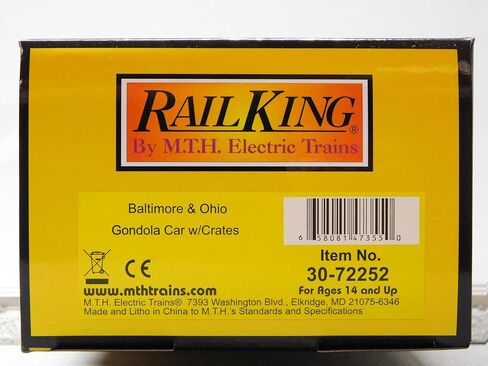 RAILKING®
By M.T.H. Electric Trains
Baltimore & Ohio
Gondola Car w/Crates
6 58081 47355 0
Item No.
30-72252
For Ages 14 and Up
CE
www.mthtrains.com
M.T.H. Electric Trains® 7393 Washington Blvd., Elkridge, MD 21075-6346
Made and Litho in China to M.T.H.'s Standards and Specifications